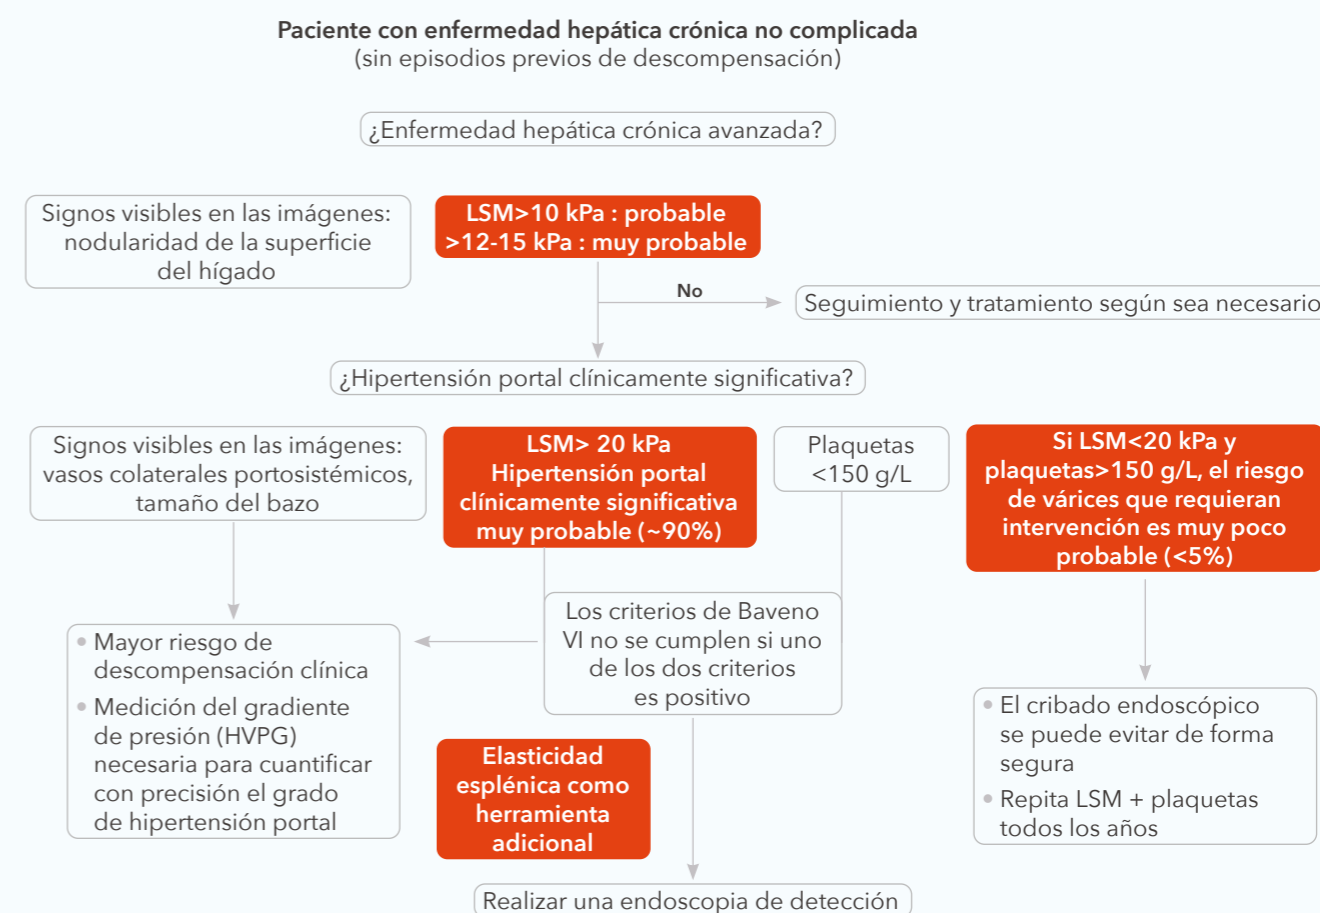 Paciente con enfermedad hepática crónica no complicada
(sin episodios previos de descompensación)
¿Enfermedad hepática crónica avanzada?
Signos visibles en las imágenes:
nodularidad de la superficie
del hígado
LSM>10 kPa : probable
>12-15 kPa : muy probable
No
Seguimiento y tratamiento según sea necesario
¿Hipertensión portal clínicamente significativa?
Signos visibles en las imágenes:
vasos colaterales portosistémicos,
tamaño del bazo
LSM> 20 kPa
Hipertensión portal
clínicamente significativa
muy probable (~90%)
Plaquetas
<150 g/L
Si LSM<20 kPa y
plaquetas>150 g/L, el riesgo
de várices que requieran
intervención es muy poco
probable (<5%)
• Mayor riesgo de
descompensación clínica
• Medición del gradiente
de presión (HVPG)
necesaria para cuantificar
con precisión el grado
de hipertensión portal
Los criterios de Baveno
VI no se cumplen si uno
de los dos criterios
es positivo
Elasticidad
esplénica como
herramienta
adicional
• El cribado endoscópico
se puede evitar de forma
segura
• Repita LSM + plaquetas
todos los años
Realizar una endoscopia de detección